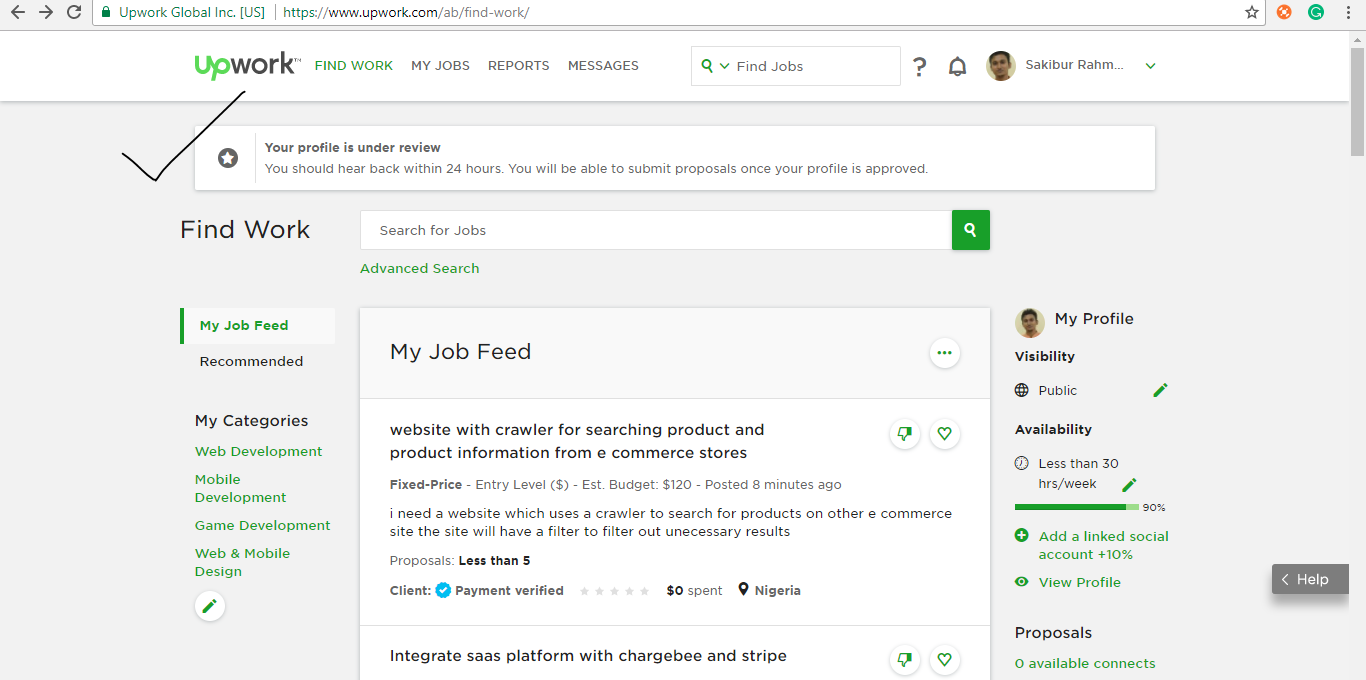 Upwork Global Inc. [US] https://www.upwork.com/ab/find-work/
Upwork™ FIND WORK MY JOBS REPORTS MESSAGES Find Jobs ? Sakibur Rahm...
Your profile is under review
You should hear back within 24 hours. You will be able to submit proposals once your profile is approved.
Find Work
Search for Jobs
Advanced Search
My Job Feed
Recommended
My Categories
Web Development
Mobile
Development
Game Development
Web & Mobile
Design
My Job Feed
website with crawler for searching product and
product information from e commerce stores
Fixed-Price - Entry Level ($) - Est. Budget: $120 - Posted 8 minutes ago
i need a website which uses a crawler to search for products on other e commerce
site the site will have a filter to filter out unecessary results
Proposals: Less than 5
Client: Payment verified $0 spent Nigeria
Integrate saas platform with chargebee and stripe
My Profile
Visibility
Public
Availability
Less than 30
hrs/week
90%
Add a linked social
account +10%
View Profile
Proposals
0 available connects
Help